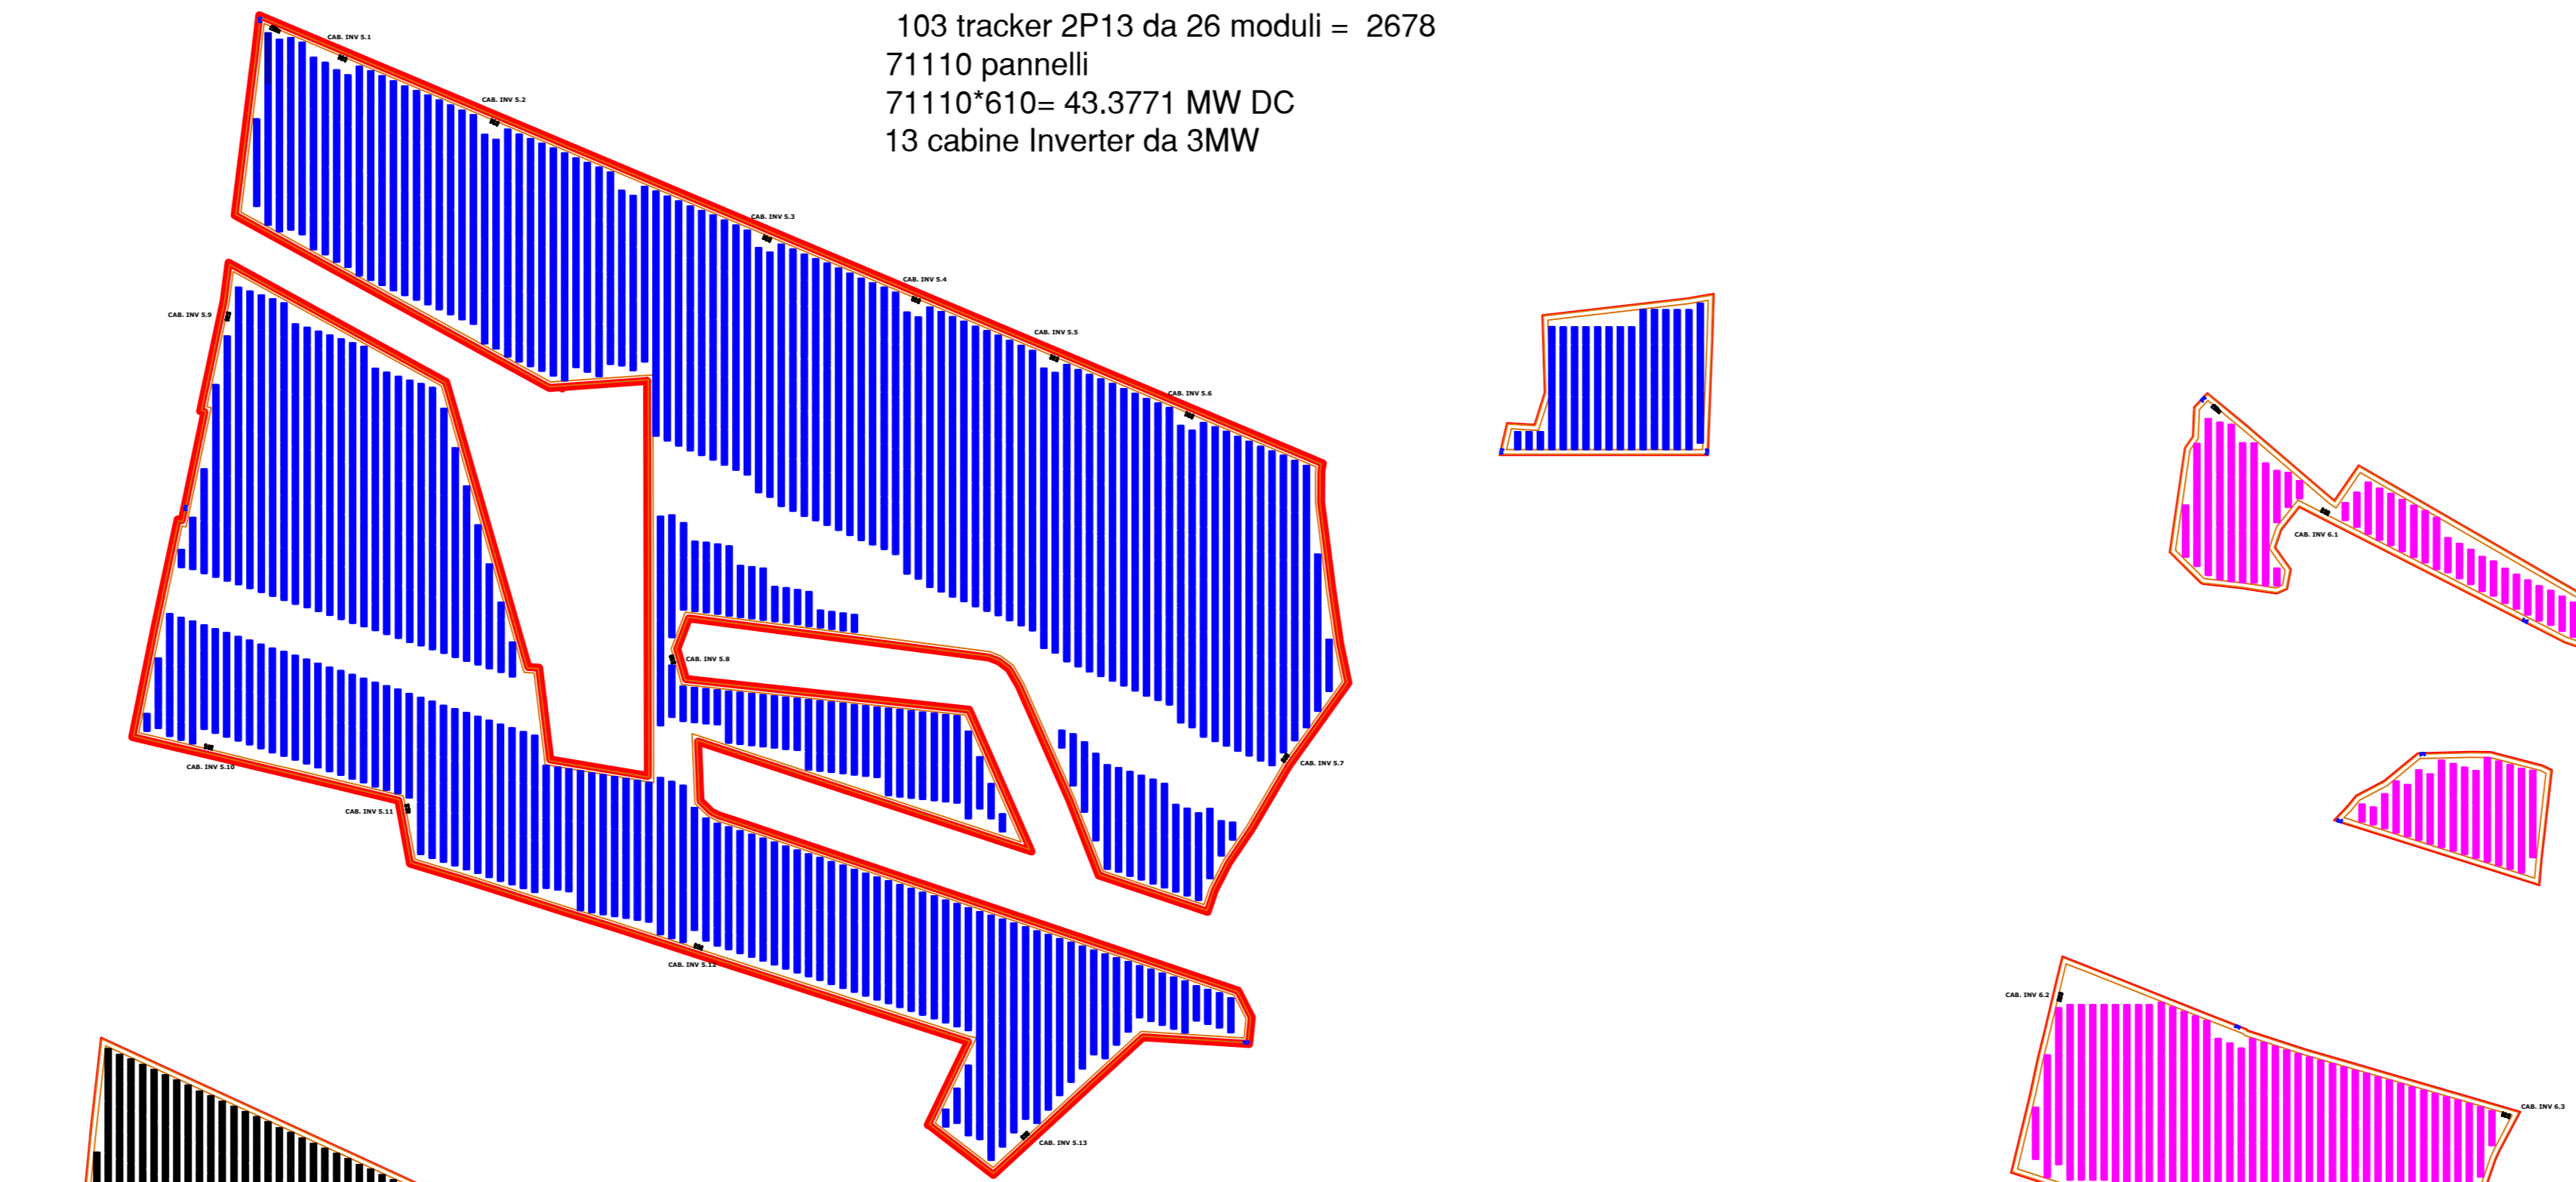 103 tracker 2P13 da 26 moduli = 2678
71110 pannelli
71110*610= 43.3771 MW DC
13 cabine Inverter da 3MW
CAB. INV 5.1
CAB. INV 5.2
CAB. INV 5.3
CAB. INV 5.4
CAB. INV 5.5
CAB. INV 5.6
CAB. INV 5.9
CAB. INV 6.1
CAB. INV 5.8
CAB. INV 5.7
CAB. INV 5.10
CAB. INV 5.11
CAB. INV 5.12
CAB. INV 6.2
CAB. INV 6.3
CAB. INV 5.13